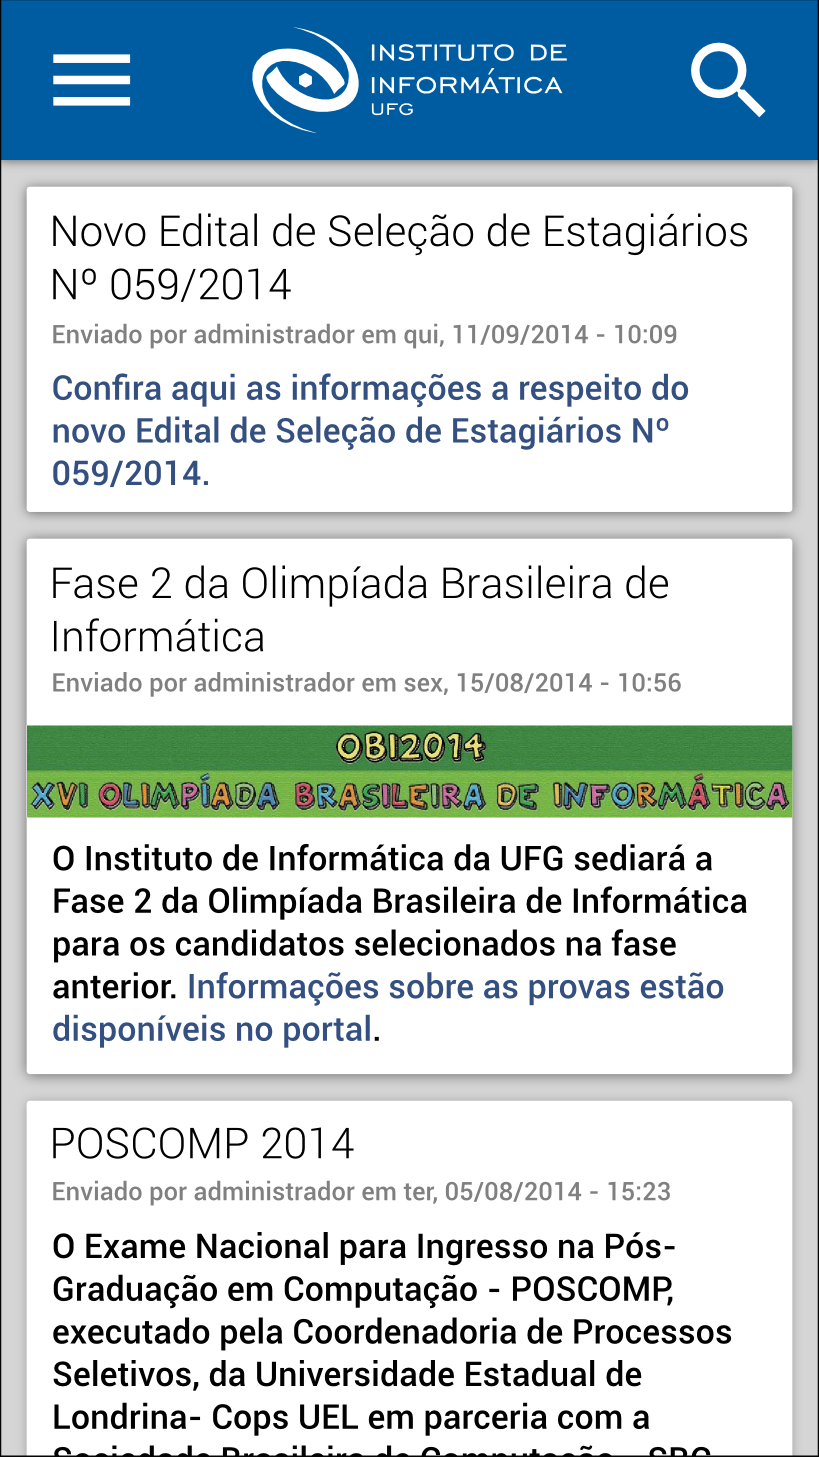 INSTITUTO DE
INFORMÁTICA
UFG
Novo Edital de Seleção de Estagiários
Nº 059/2014
Enviado por administrador em qui, 11/09/2014 - 10:09
Confira aqui as informações a respeito do
novo Edital de Seleção de Estagiários Nº
059/2014.
Fase 2 da Olimpíada Brasileira de
Informática
Enviado por administrador em sex, 15/08/2014 - 10:56
OBI2014
XVI OLIMPÍADA BRASILEIRA DE INFORMÁTICA
O Instituto de Informática da UFG sediará a
Fase 2 da Olimpíada Brasileira de Informática
para os candidatos selecionados na fase
anterior. Informações sobre as provas estão
disponíveis no portal.
POSCOMP 2014
Enviado por administrador em ter, 05/08/2014 - 15:23
O Exame Nacional para Ingresso na Pós-
Graduação em Computação - POSCOMP,
executado pela Coordenadoria de Processos
Seletivos, da Universidade Estadual de
Londrina- Cops UEL em parceria com a
Sociedade Brasileira de Computação - SBC